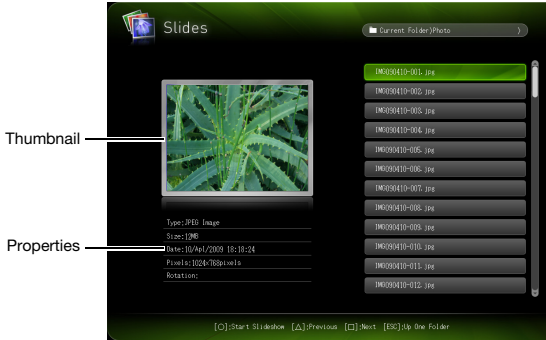 Slides
Current Folder)Photo
Thumbnail
Properties
Type:JPEG Image
Size:12MB
Date:10/Apl/2009 18:18:24
Pixels:1024x768pixels
Rotation:
IMG090410-001.jpg
IMG090410-002.jpg
IMG090410-003.jpg
IMG090410-004.jpg
IMG090410-005.jpg
IMG090410-006.jpg
IMG090410-007.jpg
IMG090410-008.jpg
IMG090410-009.jpg
IMG090410-010.jpg
IMG090410-011.jpg
IMG090410-012.jpg
[○]:Start Slideshow [△]:Previous [□]:Next [ESC]:Up One Folder